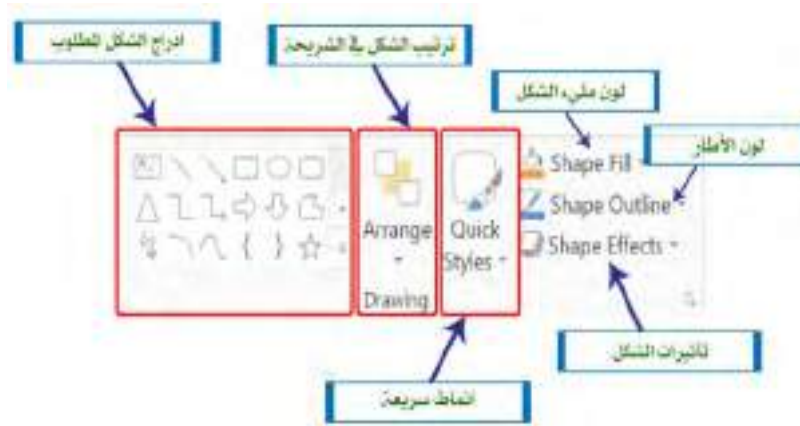 ادراج الشكل المطلوب
ترتيب الشكل في الشريحة
لون مليء الشكل
لون الأطار
Shape Fill
Shape Outline
Shape Effects
Arrange
Quick
Styles
Drawing
تأثيرات الشكل
انماط سريعة